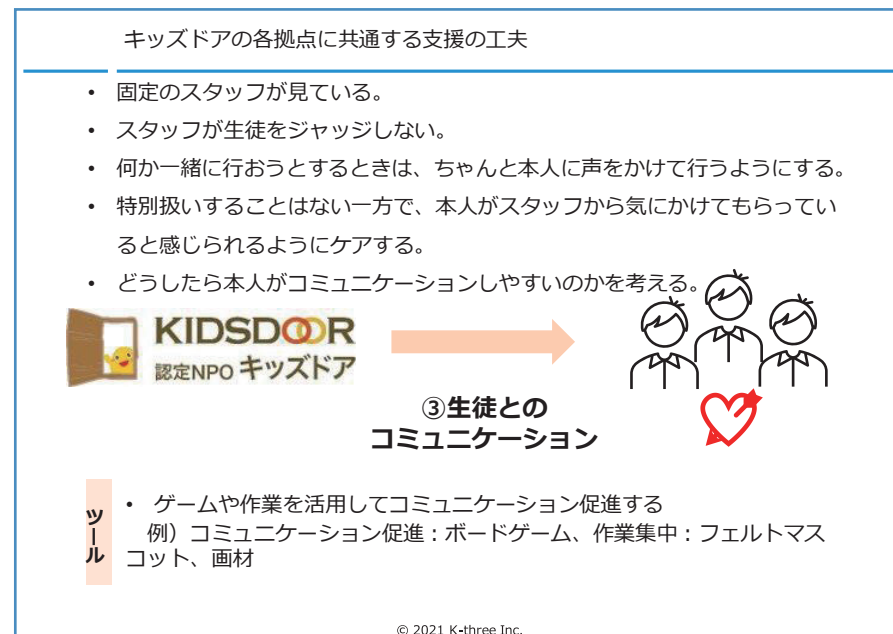 キッズドアの各拠点に共通する支援の工夫
• 固定のスタッフが見ている。
• スタッフが生徒をジャッジしない。
• 何か一緒に行おうとするときは、ちゃんと本人に声をかけて行うようにする。
• 特別扱いすることはない一方で、本人がスタッフから気にかけてもらってい
ると感じられるようにケアする。
• どうしたら本人がコミュニケーションしやすいのかを考える。
KIDSDOOR
認定NPO キッズドア
③生徒との
コミュニケーション
ツール
• ゲームや作業を活用してコミュニケーション促進する
例）コミュニケーション促進：ボードゲーム、作業集中：フェルトマス
コット、画材
© 2021 K-three Inc.